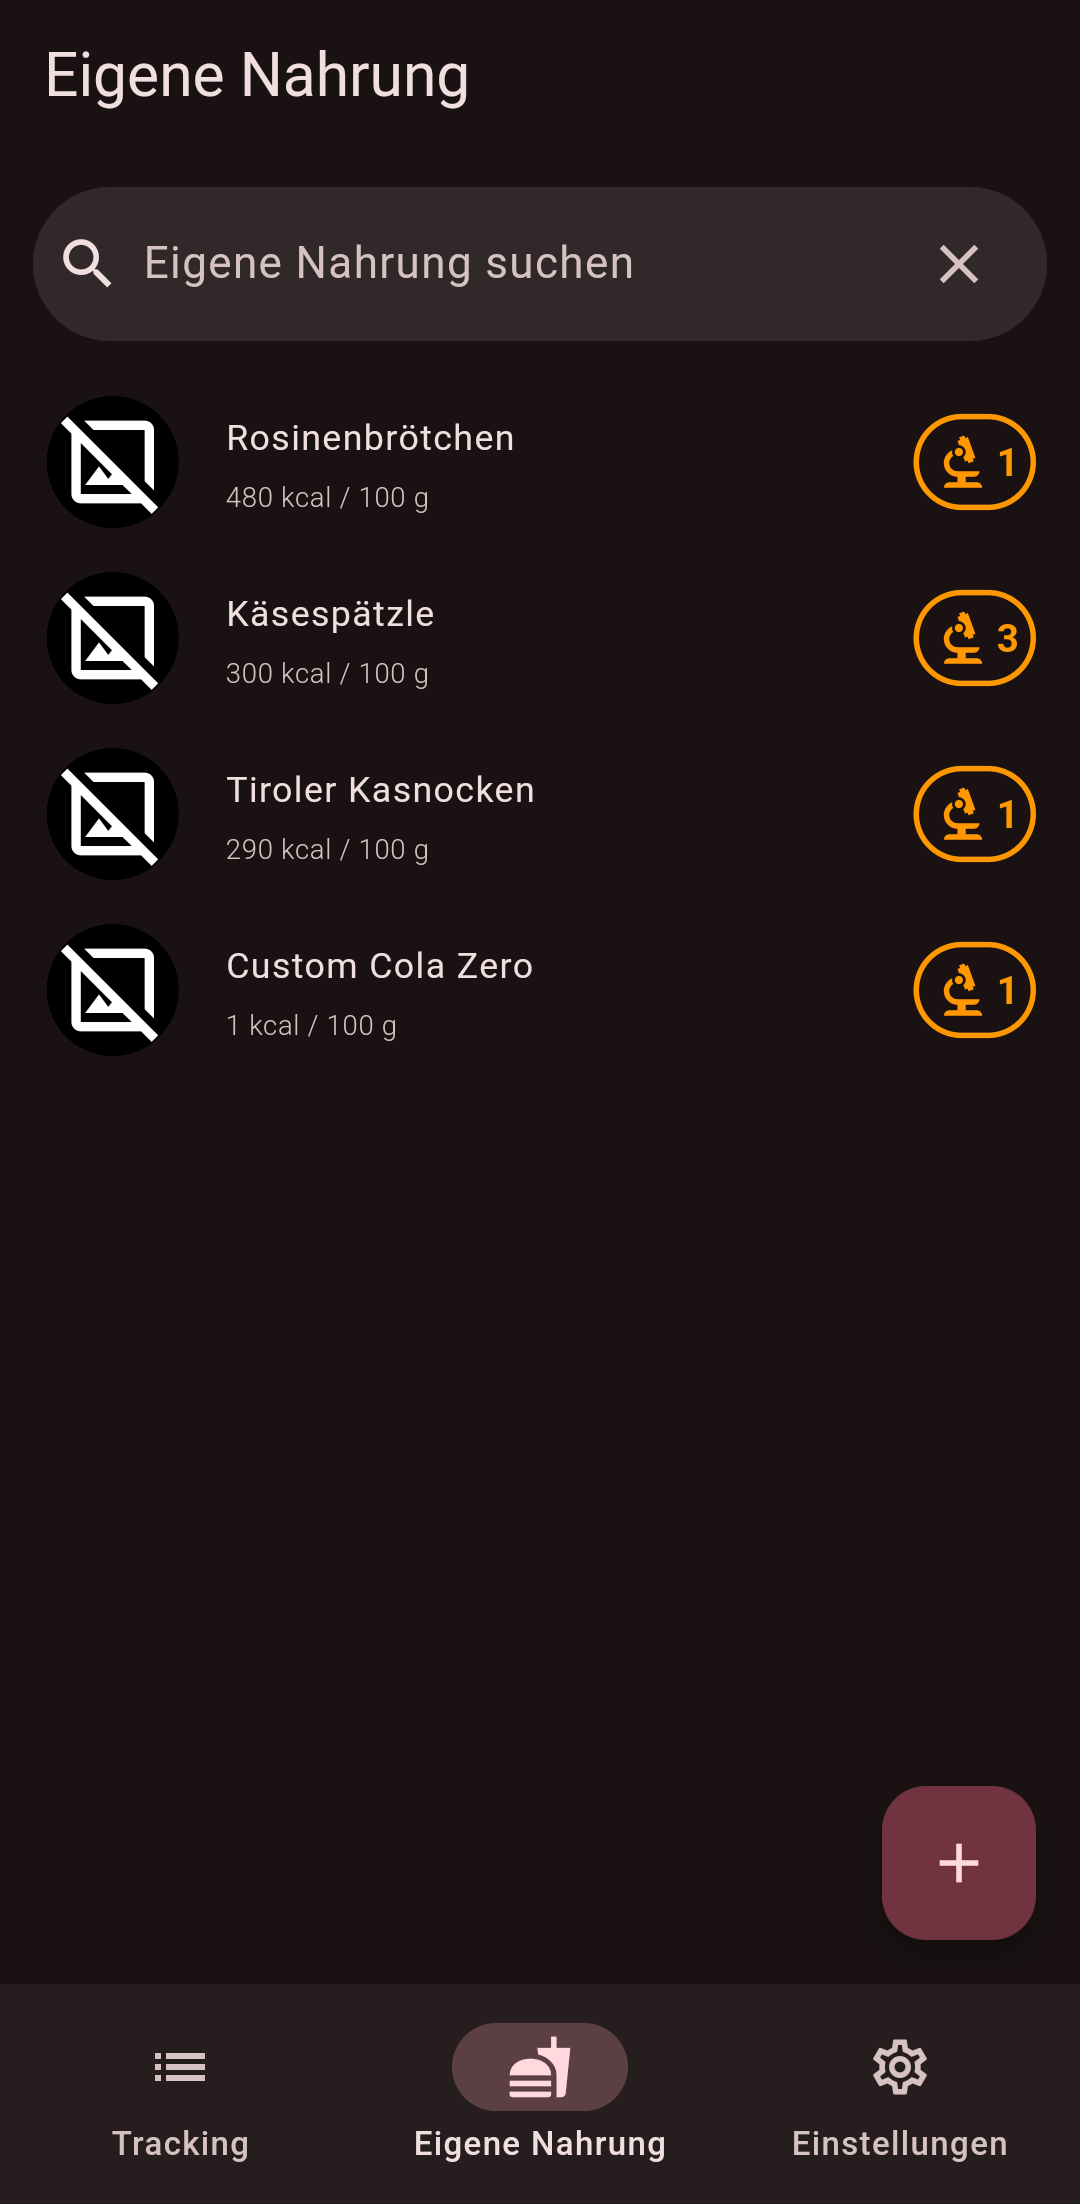 Eigene Nahrung
Eigene Nahrung suchen
Rosinenbrötchen
480 kcal / 100 g
1
Käsespätzle
300 kcal / 100 g
3
Tiroler Kasnocken
290 kcal / 100 g
1
Custom Cola Zero
1 kcal / 100 g
1
Tracking
Eigene Nahrung
Einstellungen